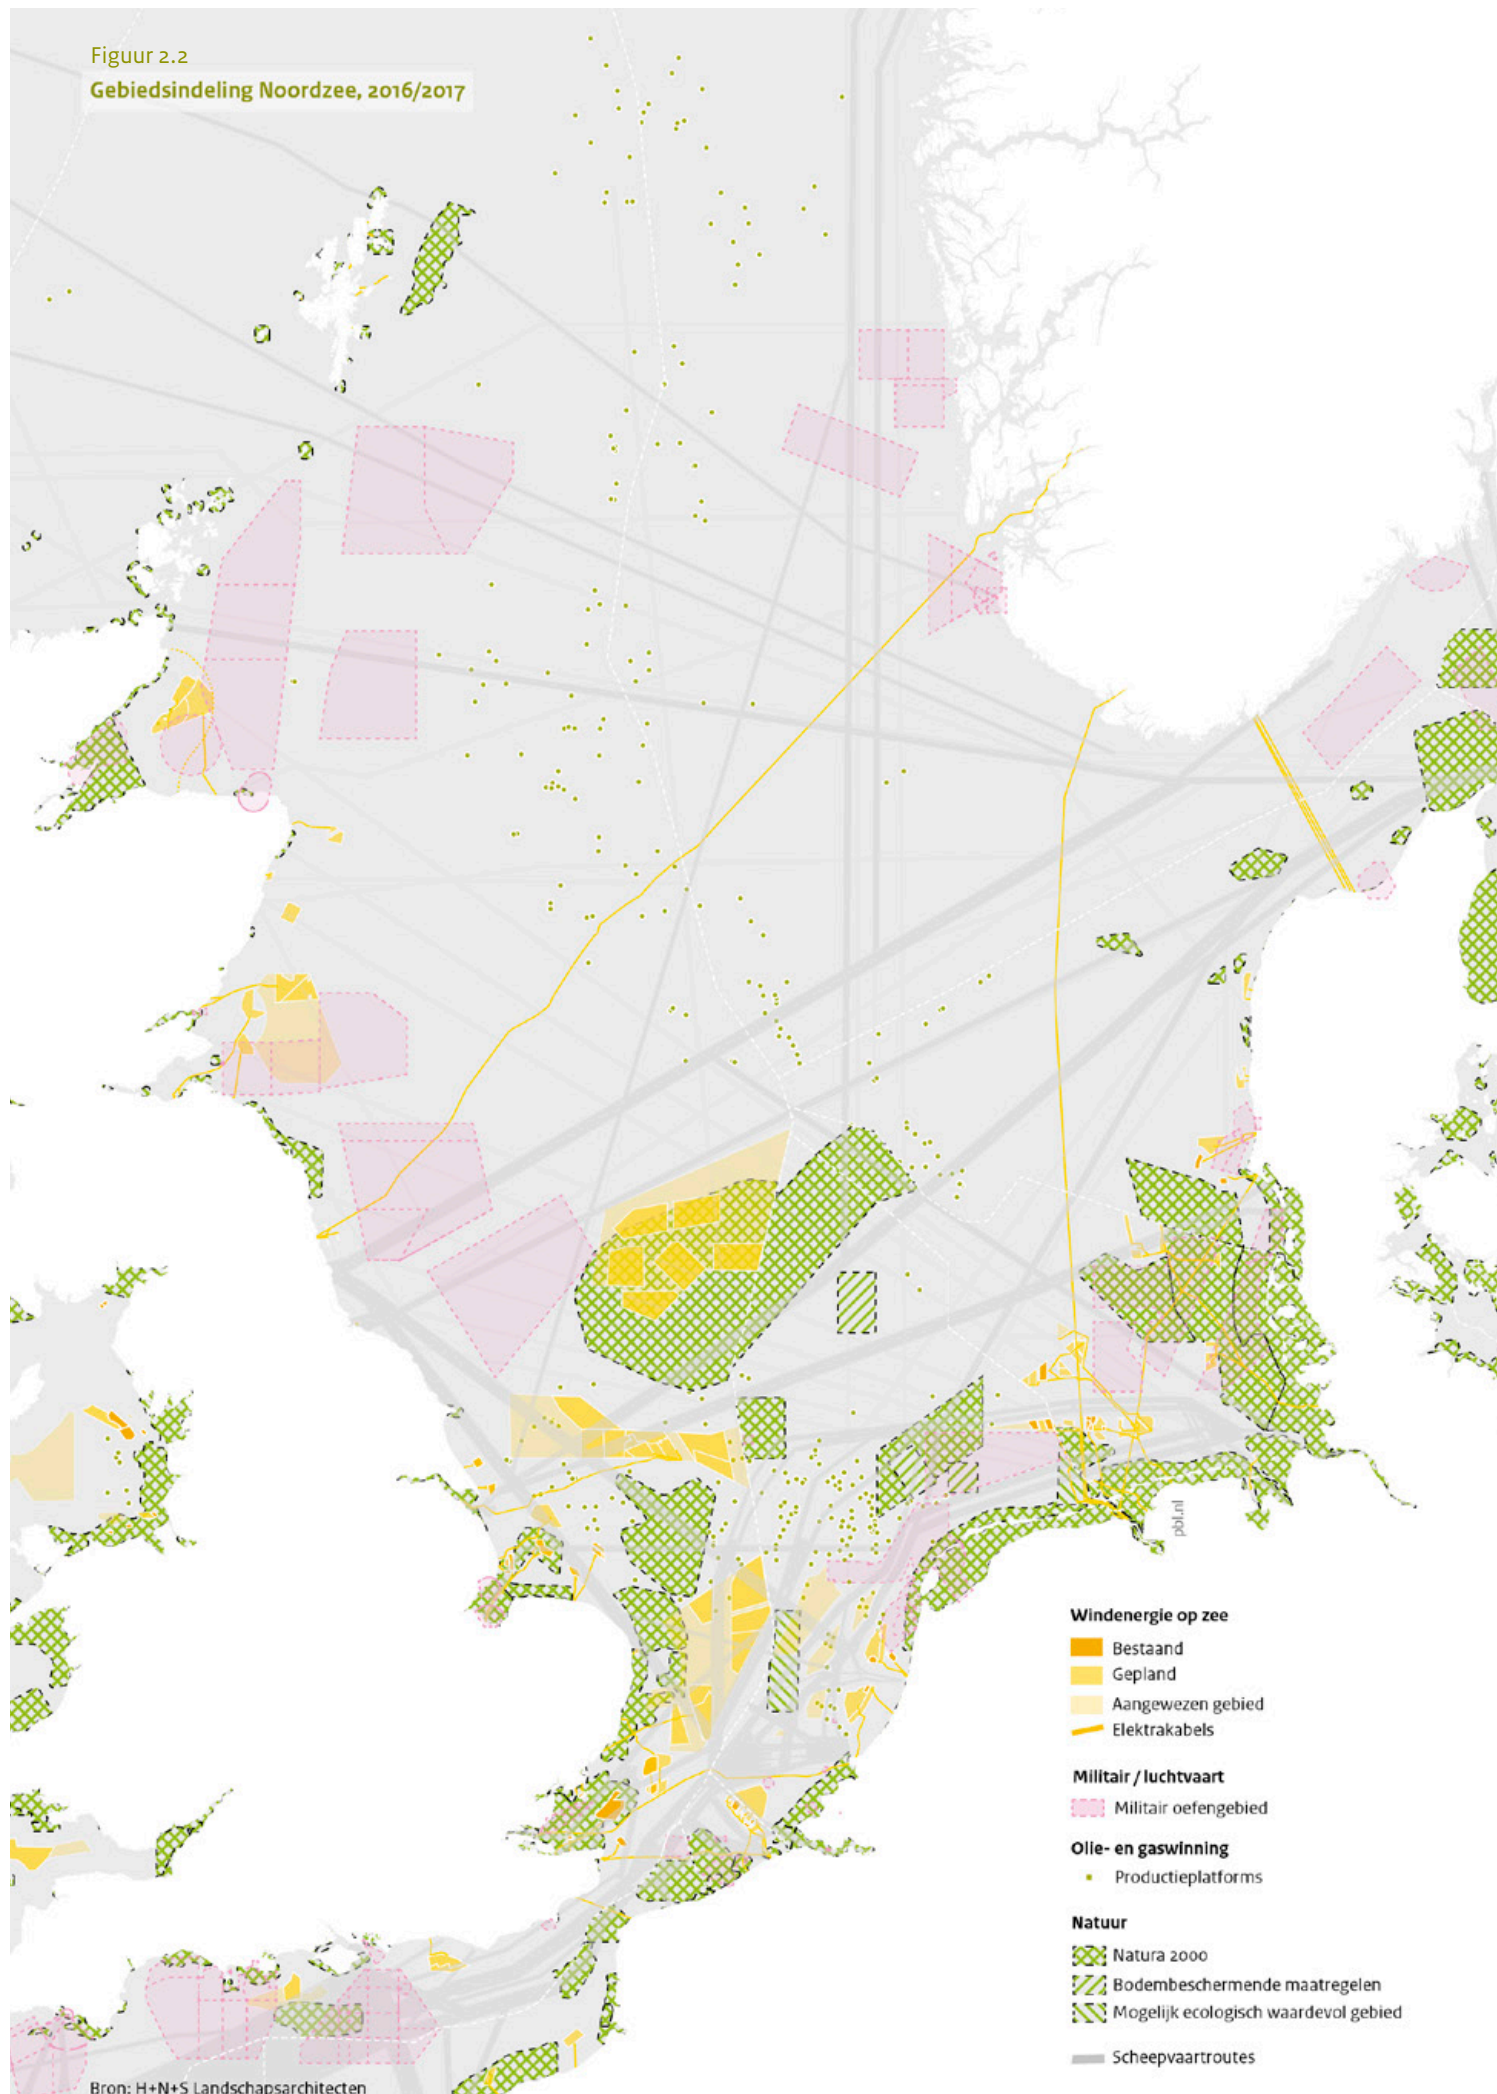 Figuur 2.2
Gebiedsindeling Noordzee, 2016/2017
pbl.nl
Windenergie op zee
Bestaand
Gepland
Aangewezen gebied
Elektrakabels
Militair / luchtvaart
Militair oefengebied
Olie- en gaswinning
Productieplatforms
Natuur
Natura 2000
Bodembeschermende maatregelen
Mogelijk ecologisch waardevol gebied
Scheepvaartroutes
Bron: H+N+S Landschapsarchitecten